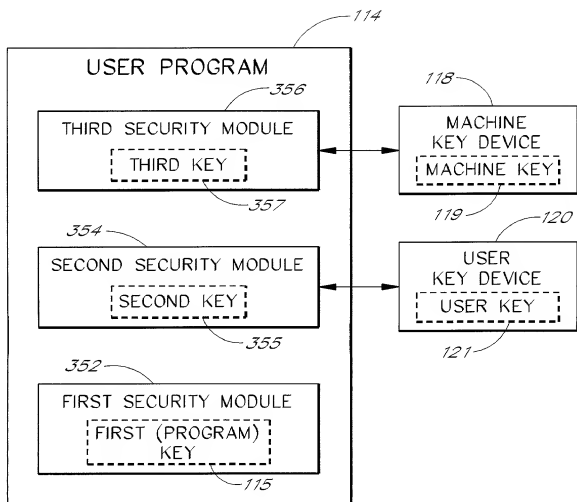 114
USER PROGRAM
356
THIRD SECURITY MODULE
THIRD KEY
357
118
MACHINE
KEY DEVICE
MACHINE KEY
119
354
SECOND SECURITY MODULE
SECOND KEY
355
120
USER
KEY DEVICE
USER KEY
121
352
FIRST SECURITY MODULE
FIRST (PROGRAM)
KEY
115